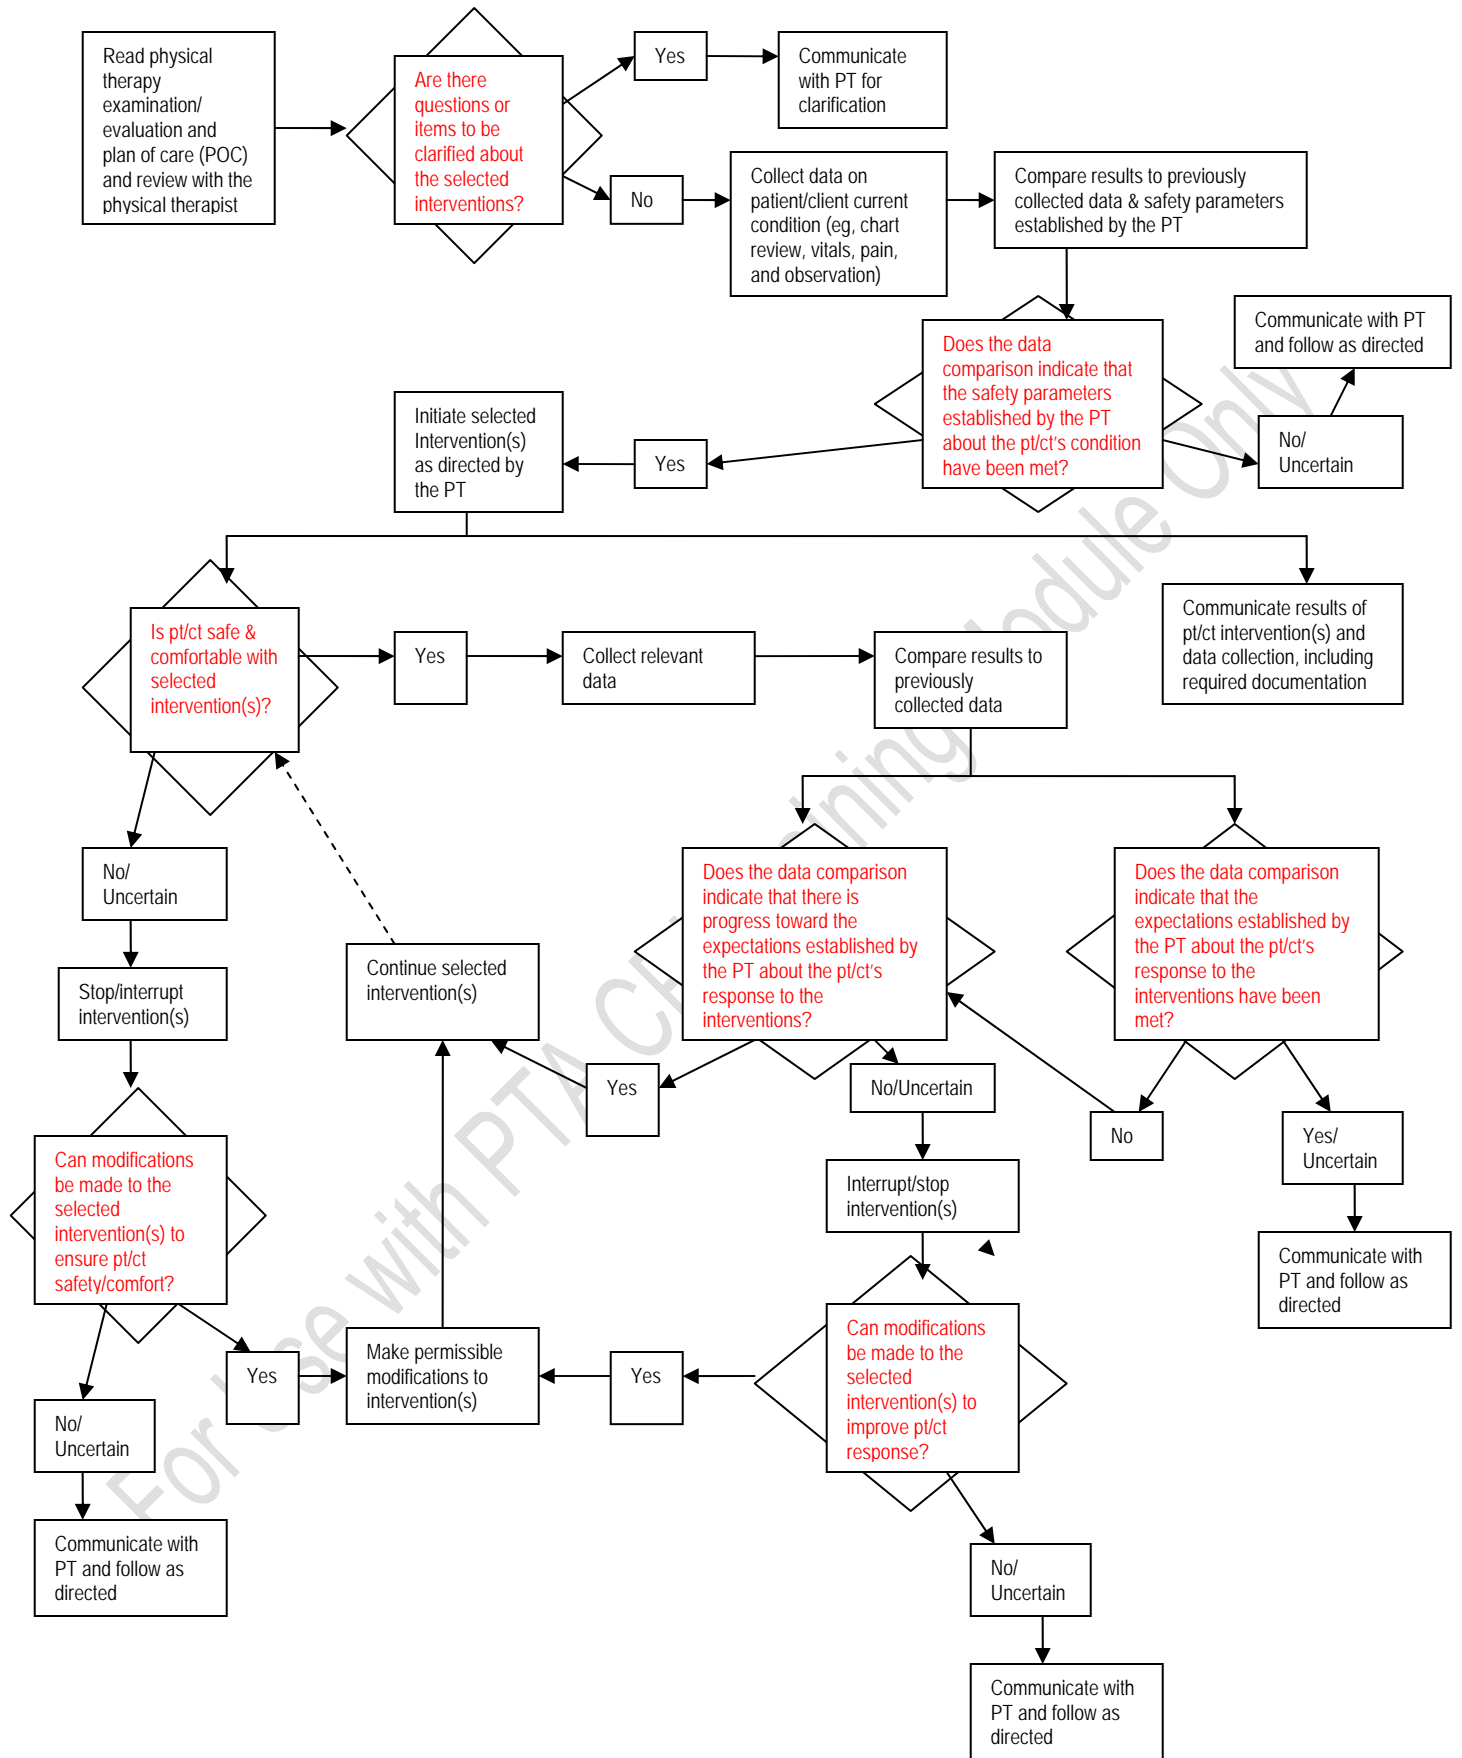 Read physical
therapy
examination/
evaluation and
plan of care (POC)
and review with the
physical therapist
Are there
questions or
items to be
clarified about
the selected
interventions?
Yes
Communicate
with PT for
clarification
No
Collect data on
patient/client current
condition (eg, chart
review, vitals, pain,
and observation)
Compare results to previously
collected data & safety parameters
established by the PT
Does the data
comparison indicate that
the safety parameters
established by the PT
about the pt/ct's condition
have been met?
Communicate with PT
and follow as directed
No/
Uncertain
Yes
Initiate selected
Intervention(s)
as directed by
the PT
Is pt/ct safe &
comfortable with
selected
intervention(s)?
Yes
Collect relevant
data
Compare results to
previously
collected data
Communicate results of
pt/ct intervention(s) and
data collection, including
required documentation
No/
Uncertain
Stop/interrupt
intervention(s)
Continue selected
intervention(s)
Does the data comparison
indicate that there is
progress toward the
expectations established by
the PT about the pt/ct's
response to the
interventions?
Does the data comparison
indicate that the
expectations established by
the PT about the pt/ct's
response to the
interventions have been
met?
Yes
No/Uncertain
No
Yes/
Uncertain
Interrupt/stop
intervention(s)
Communicate with
PT and follow as
directed
Can modifications
be made to the
selected
intervention(s) to
ensure pt/ct
safety/comfort?
Yes
Make permissible
modifications to
intervention(s)
Yes
Can modifications
be made to the
selected
intervention(s) to
improve pt/ct
response?
No/
Uncertain
Communicate with
PT and follow as
directed
No/
Uncertain
Communicate with
PT and follow as
directed
For Use with PTA Module Only